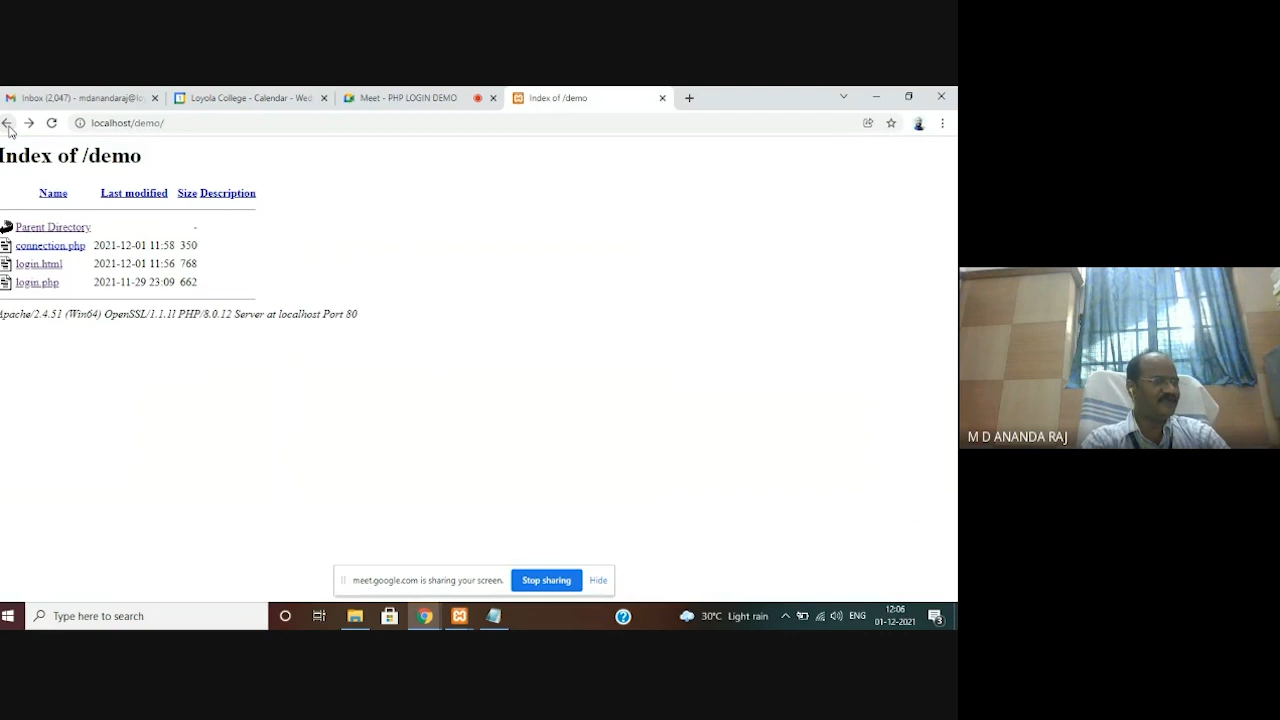 Inbox (2,047) - mdanandaraj@lo
Loyola College - Calendar - Wed
Meet - PHP LOGIN DEMO
Index of /demo
localhost/demo/
Index of /demo
Name Last modified Size Description
Parent Directory -
connection.php 2021-12-01 11:58 350
login.html 2021-12-01 11:56 768
login.php 2021-11-29 23:09 662
Apache/2.4.51 (Win64) OpenSSL/1.1.1l PHP/8.0.12 Server at localhost Port 80
M D ANANDA RAJ
meet.google.com is sharing your screen. Stop sharing Hide
Type here to search
30°C Light rain
ENG
12:06
01-12-2021
3